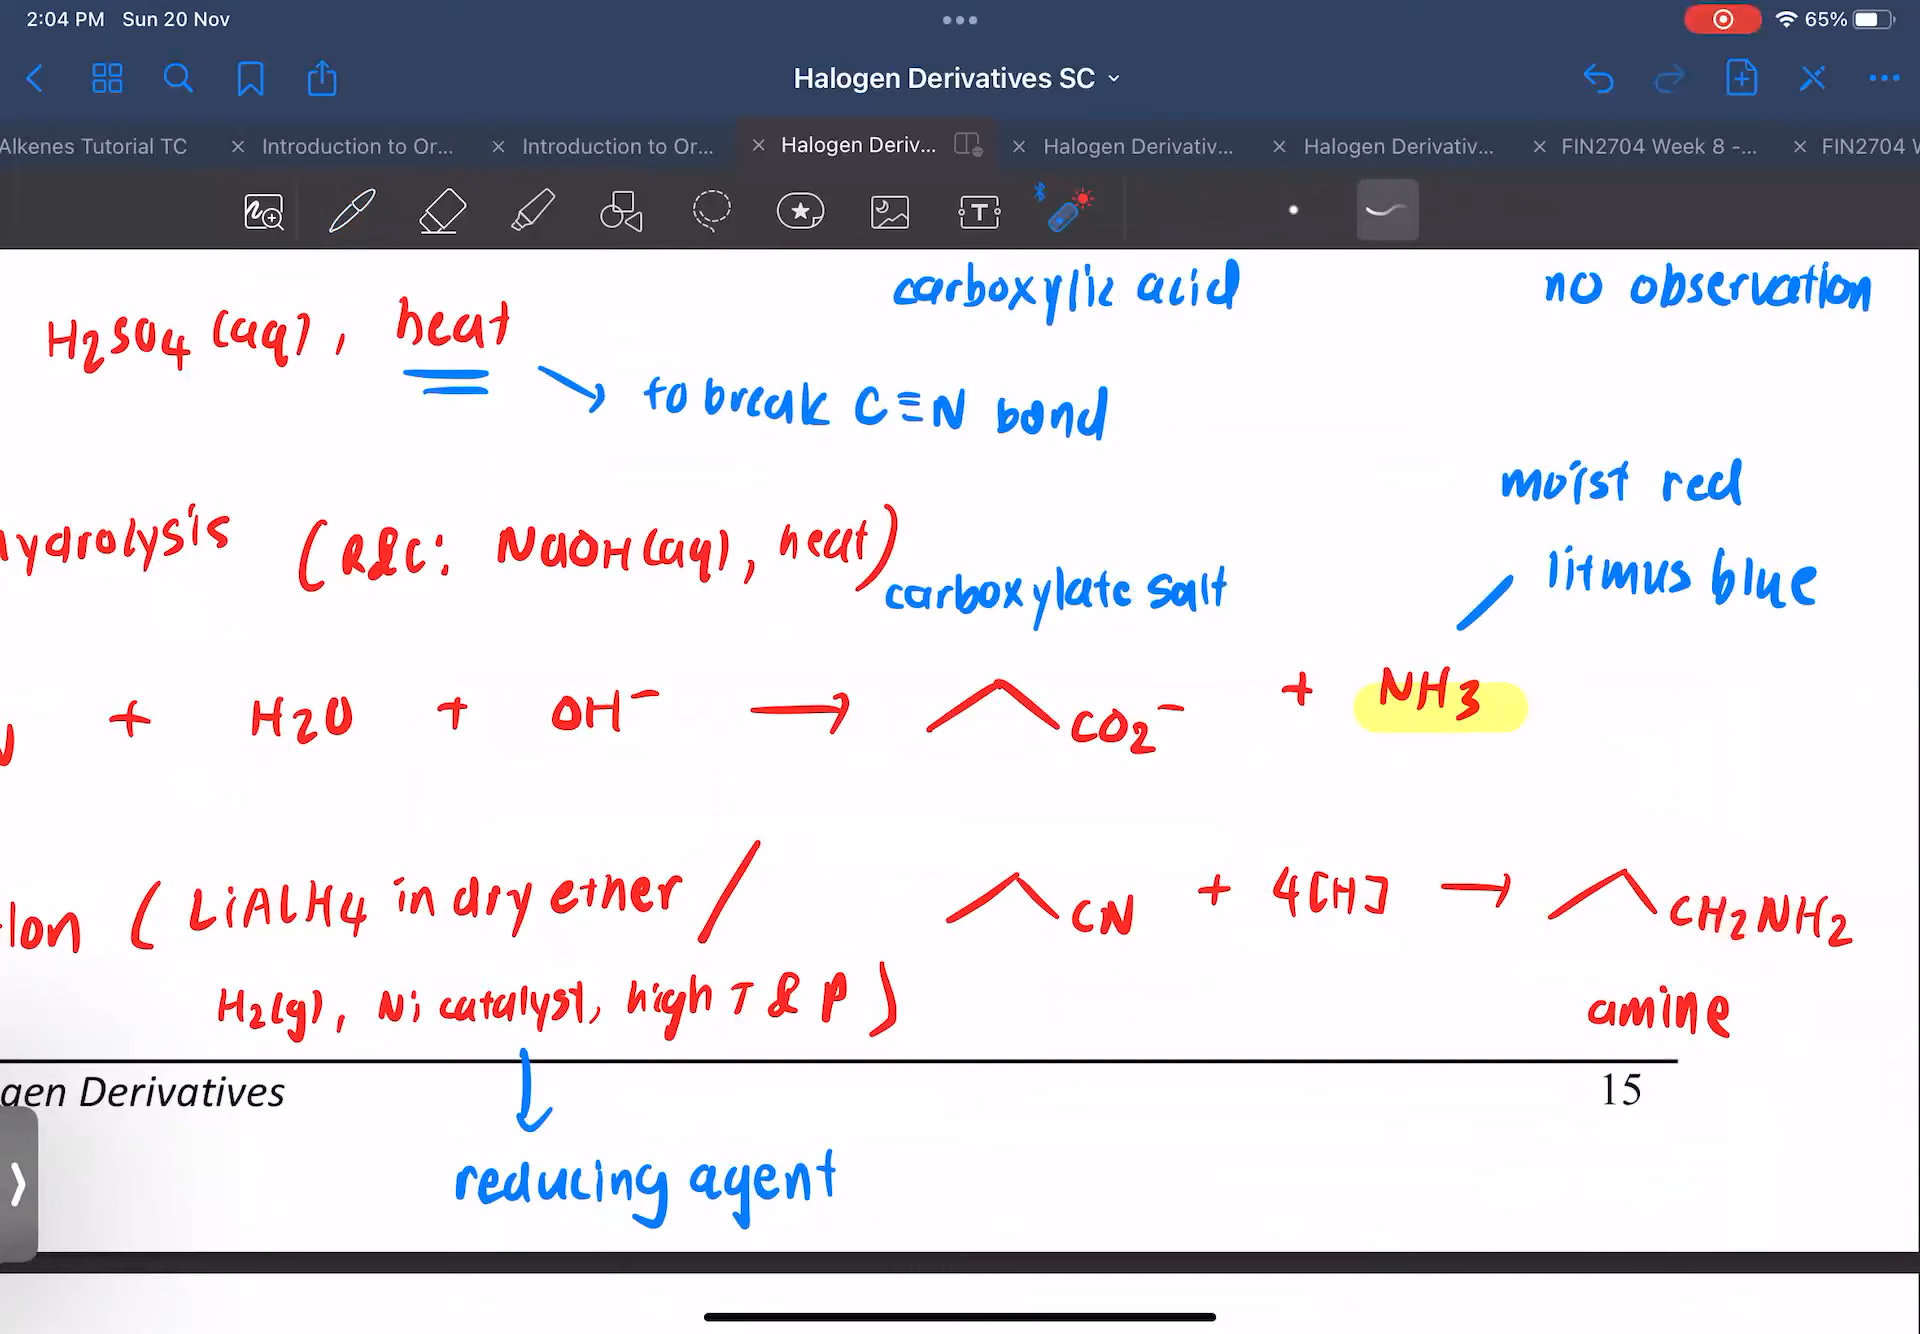 2:04 PM Sun 20 Nov
65%
Halogen Derivatives SC
Alkenes Tutorial TC
Introduction to Or...
Introduction to Or...
Halogen Deriv...
Halogen Derivativ...
Halogen Derivativ...
FIN2704 Week 8 -...
FIN2704 W
carboxylic acid
no observation
H2SO4 (aq), heat
to break C≡N bond
moist red
litmus blue
ydrolysis (R&C: NaOH(aq), heat)
carboxylate salt
+ H2O + OH⁻ → CO2⁻ + NH3
lon ( LiAlH4 in dry ether /
CN + 4[H] → CH2NH2
H2(g), Ni catalyst, high T & P )
amine
gen Derivatives
15
reducing agent